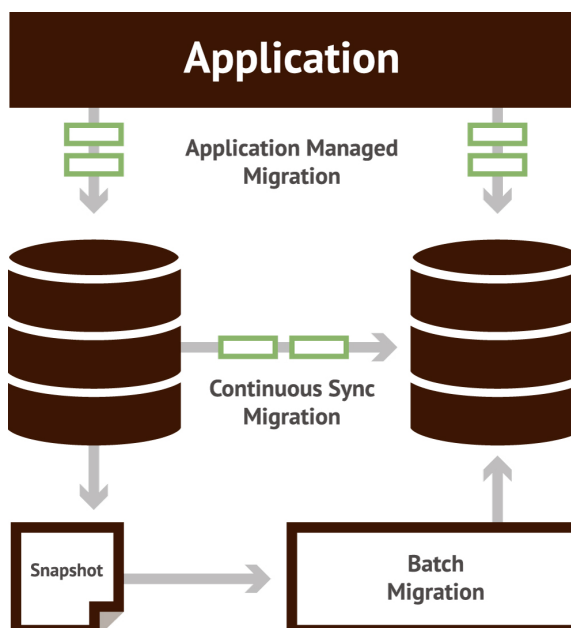 Application
Application Managed
Migration
Continuous Sync
Migration
Snapshot
Batch
Migration